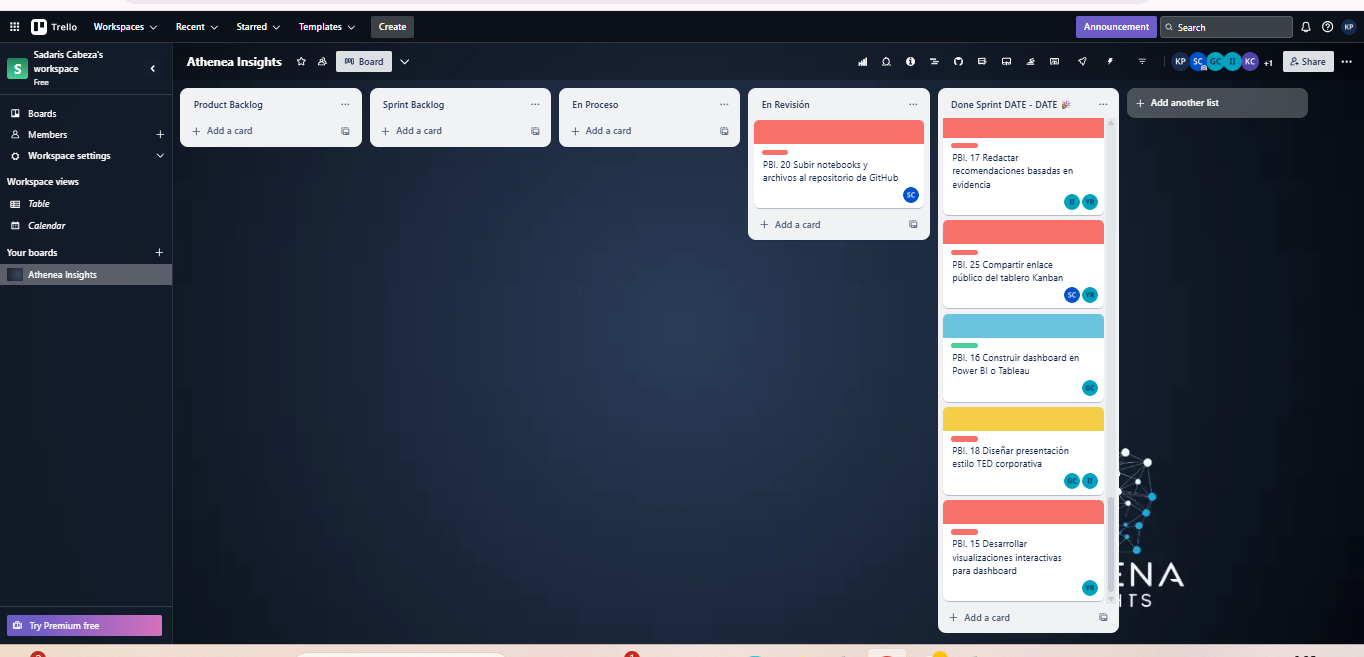 Trello
Workspaces
Recent
Starred
Templates
Create
Announcement
Search
KP
S
Sadaris Cabeza's
workspace
Free
Athenea Insights
Board
KP
SC
GC
II
KC
+1
Share
Boards
Members
Workspace settings
Workspace views
Table
Calendar
Your boards
Athenea Insights
Try Premium free
Product Backlog
Add a card
Sprint Backlog
Add a card
En Proceso
Add a card
En Revisión
PBI. 20 Subir notebooks y
archivos al repositorio de GitHub
SC
Add a card
Done Sprint DATE - DATE 🎉
PBI. 17 Redactar
recomendaciones basadas en
evidencia
II
YR
PBI. 25 Compartir enlace
público del tablero Kanban
SC
YR
PBI. 16 Construir dashboard en
Power BI o Tableau
GC
PBI. 18 Diseñar presentación
estilo TED corporativa
GC
II
PBI. 15 Desarrollar
visualizaciones interactivas
para dashboard
YR
Add a card
Add another list
ENA